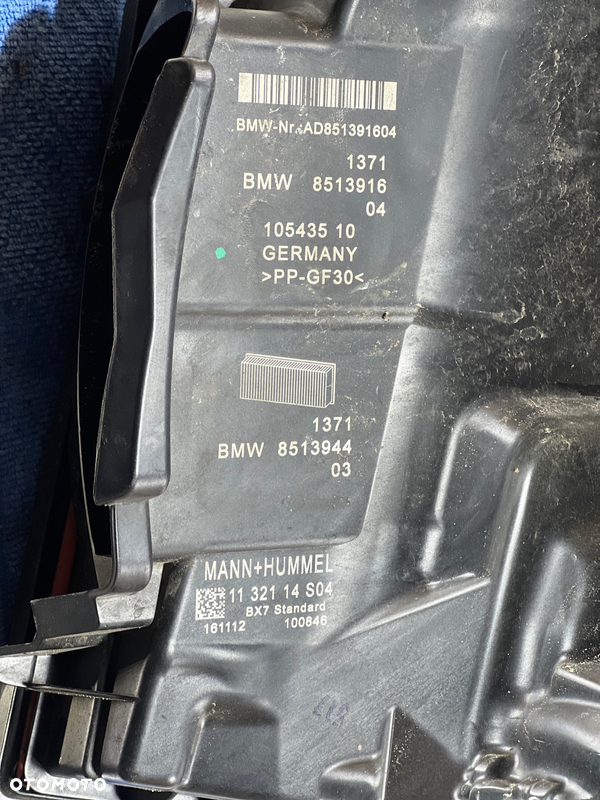 BMW-Nr.:AD851391604
1371
BMW 8513916
04
105435 10
GERMANY
>PP-GF30<
1371
BMW 8513944
03
MANN+HUMMEL
11 321 14 S04
BX7 Standard
161112 100846
OTOMOTO